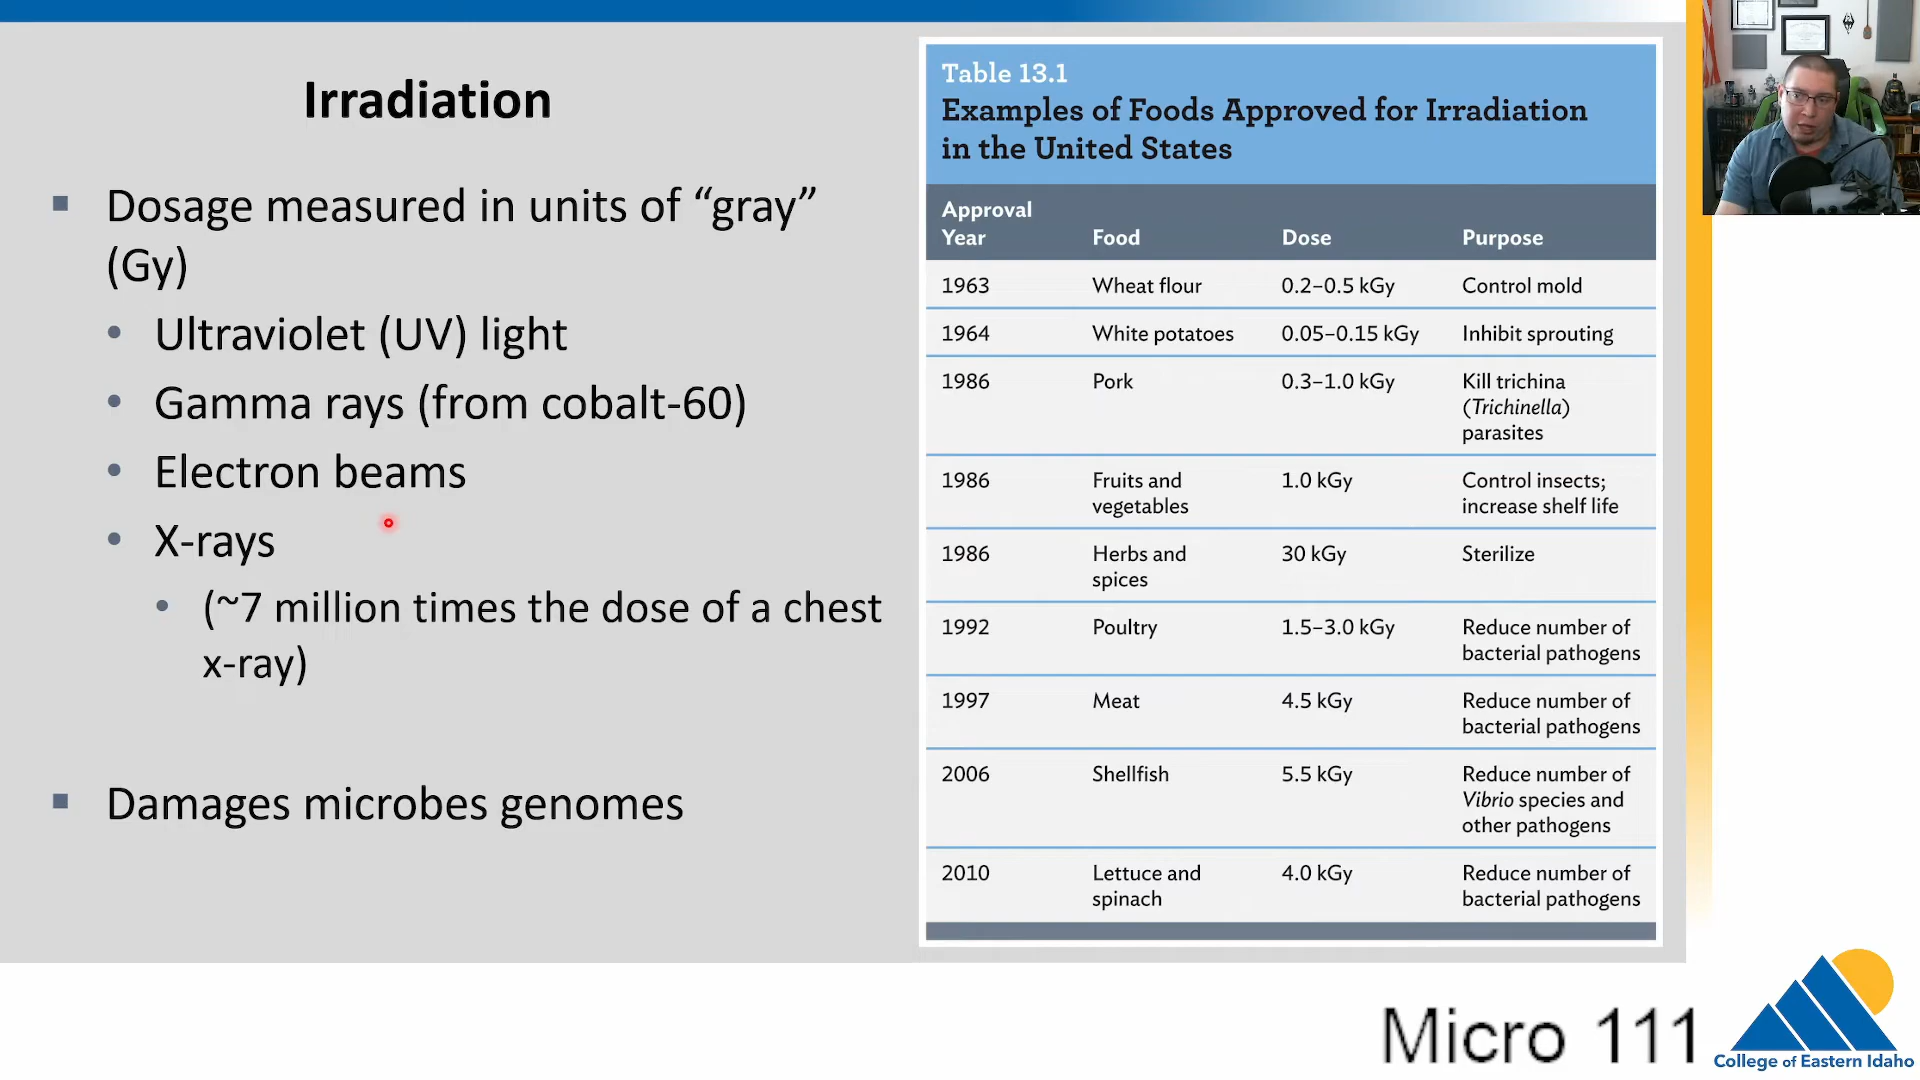 Irradiation
Dosage measured in units of “gray”
(Gy)
Ultraviolet (UV) light
Gamma rays (from cobalt-60)
Electron beams
X-rays
(~7 million times the dose of a chest
x-ray)
Damages microbes genomes
Table 13.1
Examples of Foods Approved for Irradiation
in the United States
Approval
Year Food Dose Purpose
1963 Wheat flour 0.2–0.5 kGy Control mold
1964 White potatoes 0.05–0.15 kGy Inhibit sprouting
1986 Pork 0.3–1.0 kGy Kill trichina
(Trichinella)
parasites
1986 Fruits and 1.0 kGy Control insects;
vegetables increase shelf life
1986 Herbs and 30 kGy Sterilize
spices
1992 Poultry 1.5–3.0 kGy Reduce number of
bacterial pathogens
1997 Meat 4.5 kGy Reduce number of
bacterial pathogens
2006 Shellfish 5.5 kGy Reduce number of
Vibrio species and
other pathogens
2010 Lettuce and 4.0 kGy Reduce number of
spinach bacterial pathogens
Micro 111
College of Eastern Idaho